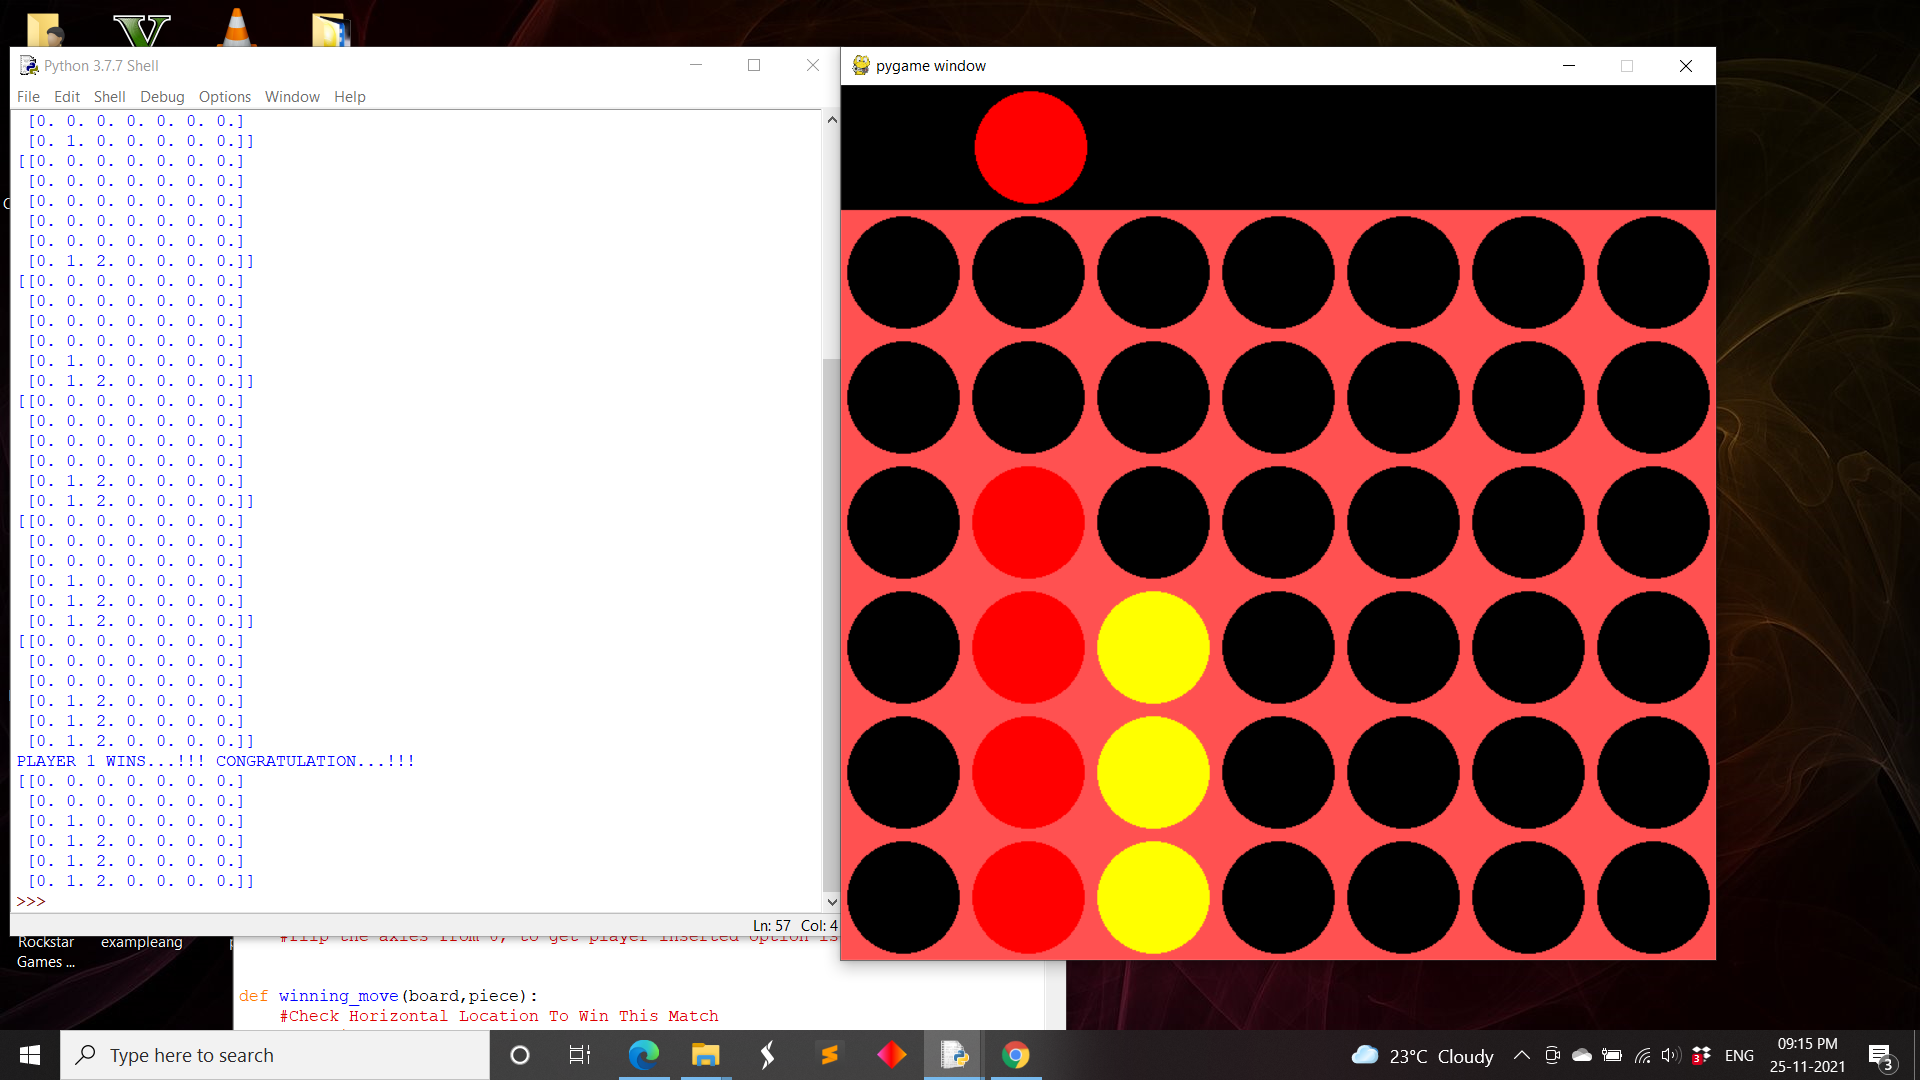 Python 3.7.7 Shell
File Edit Shell Debug Options Window Help
[0. 0. 0. 0. 0. 0. 0.]
[0. 1. 0. 0. 0. 0. 0.]]
[[0. 0. 0. 0. 0. 0. 0.]
[0. 0. 0. 0. 0. 0. 0.]
[0. 0. 0. 0. 0. 0. 0.]
[0. 0. 0. 0. 0. 0. 0.]
[0. 0. 0. 0. 0. 0. 0.]
[0. 1. 2. 0. 0. 0. 0.]]
[[0. 0. 0. 0. 0. 0. 0.]
[0. 0. 0. 0. 0. 0. 0.]
[0. 0. 0. 0. 0. 0. 0.]
[0. 0. 0. 0. 0. 0. 0.]
[0. 1. 0. 0. 0. 0. 0.]
[0. 1. 2. 0. 0. 0. 0.]]
[[0. 0. 0. 0. 0. 0. 0.]
[0. 0. 0. 0. 0. 0. 0.]
[0. 0. 0. 0. 0. 0. 0.]
[0. 0. 0. 0. 0. 0. 0.]
[0. 1. 2. 0. 0. 0. 0.]
[0. 1. 2. 0. 0. 0. 0.]]
[[0. 0. 0. 0. 0. 0. 0.]
[0. 0. 0. 0. 0. 0. 0.]
[0. 0. 0. 0. 0. 0. 0.]
[0. 1. 0. 0. 0. 0. 0.]
[0. 1. 2. 0. 0. 0. 0.]
[0. 1. 2. 0. 0. 0. 0.]]
[[0. 0. 0. 0. 0. 0. 0.]
[0. 0. 0. 0. 0. 0. 0.]
[0. 0. 0. 0. 0. 0. 0.]
[0. 1. 2. 0. 0. 0. 0.]
[0. 1. 2. 0. 0. 0. 0.]
[0. 1. 2. 0. 0. 0. 0.]]
PLAYER 1 WINS...!!! CONGRATULATION...!!!
[[0. 0. 0. 0. 0. 0. 0.]
[0. 0. 0. 0. 0. 0. 0.]
[0. 1. 0. 0. 0. 0. 0.]
[0. 1. 2. 0. 0. 0. 0.]
[0. 1. 2. 0. 0. 0. 0.]
[0. 1. 2. 0. 0. 0. 0.]]
>>>
Ln: 57 Col: 4
pygame window
Rockstar Games ...
exampleang
#flip the axies from 0, to get player inserted option is
def winning_move(board,piece):
#Check Horizontal Location To Win This Match
Type here to search
23°C Cloudy
3
ENG
09:15 PM
25-11-2021
3